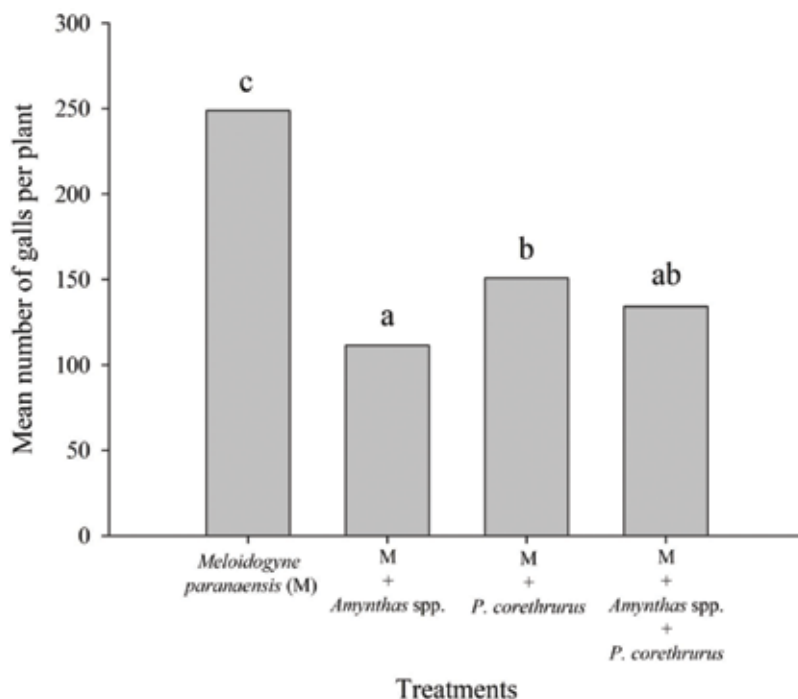 Mean number of galls per plant
300
250
200
150
100
50
0
c
a
b
ab
Meloidogyne
paranaensis (M)
M
+
Amynthas spp.
M
+
P. corethrurus
M
+
Amynthas spp.
+
P. corethrurus
Treatments